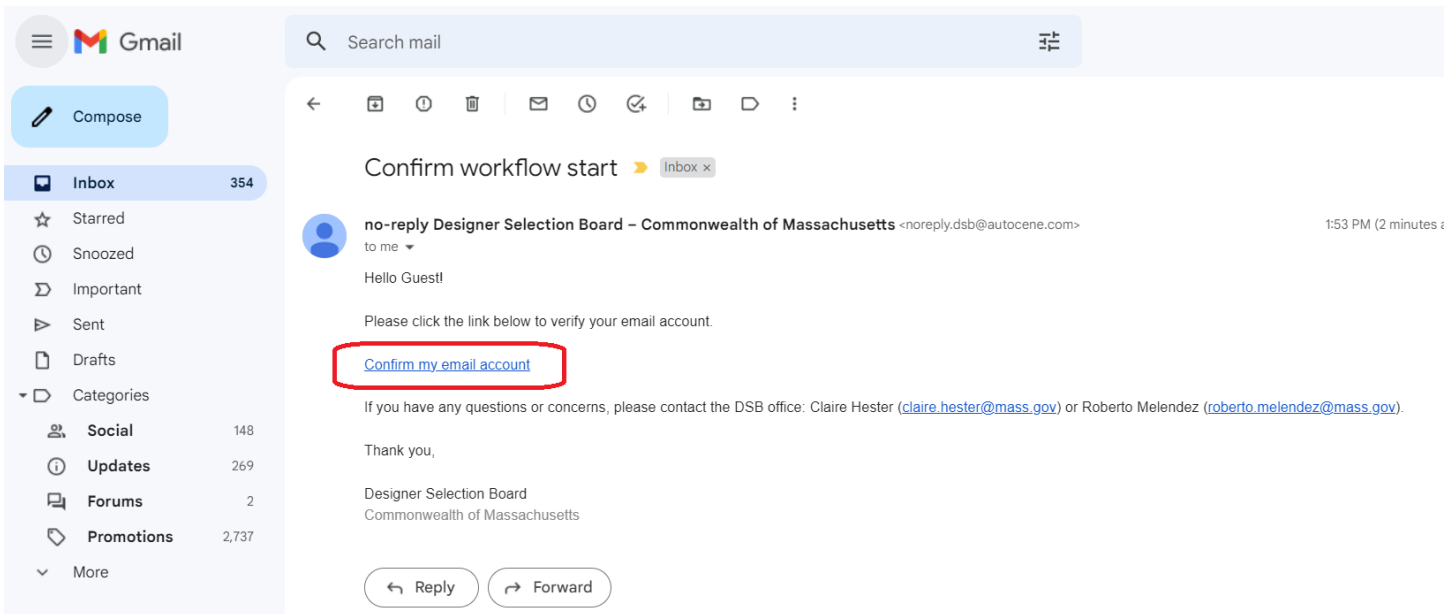 Gmail
Search mail
Compose
Inbox 354
Starred
Snoozed
Important
Sent
Drafts
Categories
Social 148
Updates 269
Forums 2
Promotions 2,737
More
Confirm workflow start Inbox ×
no-reply Designer Selection Board – Commonwealth of Massachusetts <noreply.dsb@autocene.com> 1:53 PM (2 minutes a
to me
Hello Guest!
Please click the link below to verify your email account.
Confirm my email account
If you have any questions or concerns, please contact the DSB office: Claire Hester (claire.hester@mass.gov) or Roberto Melendez (roberto.melendez@mass.gov).
Thank you,
Designer Selection Board
Commonwealth of Massachusetts
Reply Forward